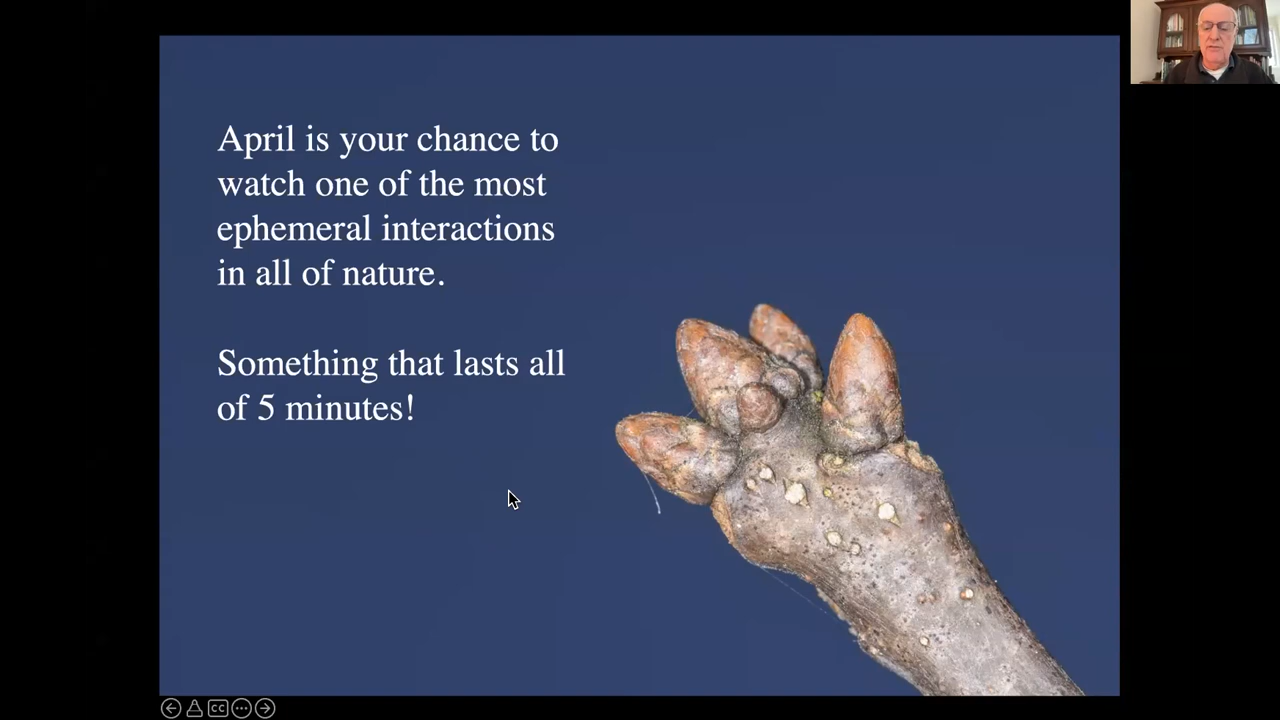 April is your chance to
watch one of the most
ephemeral interactions
in all of nature.
Something that lasts all
of 5 minutes!
CC